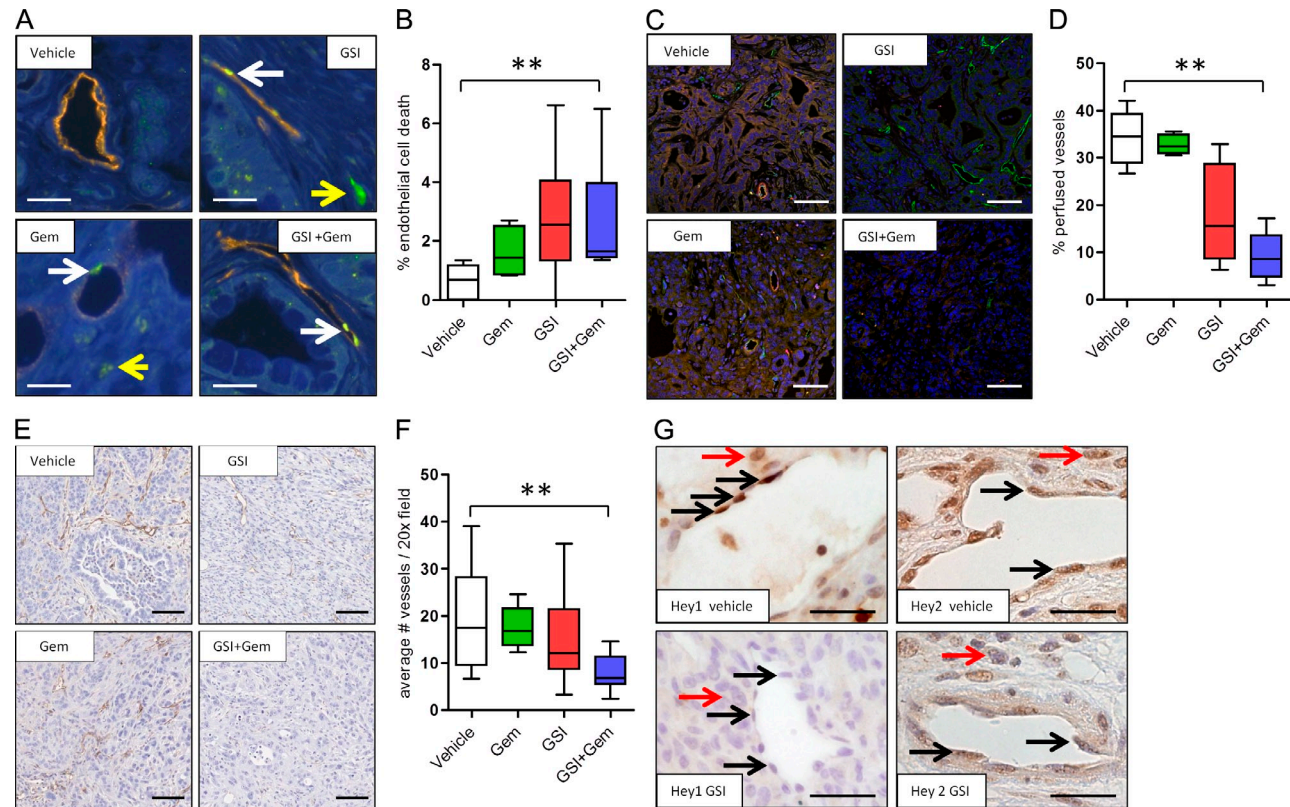 A
Vehicle
GSI
Gem
GSI +Gem
B
% endothelial cell death
8
6
4
2
0
**
Vehicle
Gem
GSI
GSI+Gem
C
Vehicle
GSI
Gem
GSI+Gem
D
% perfused vessels
50
40
30
20
10
0
**
Vehicle
Gem
GSI
GSI+Gem
E
Vehicle
GSI
Gem
GSI+Gem
F
average # vessels / 20x field
50
40
30
20
10
0
**
Vehicle
Gem
GSI
GSI+Gem
G
Hey1 vehicle
Hey2 vehicle
Hey1 GSI
Hey 2 GSI